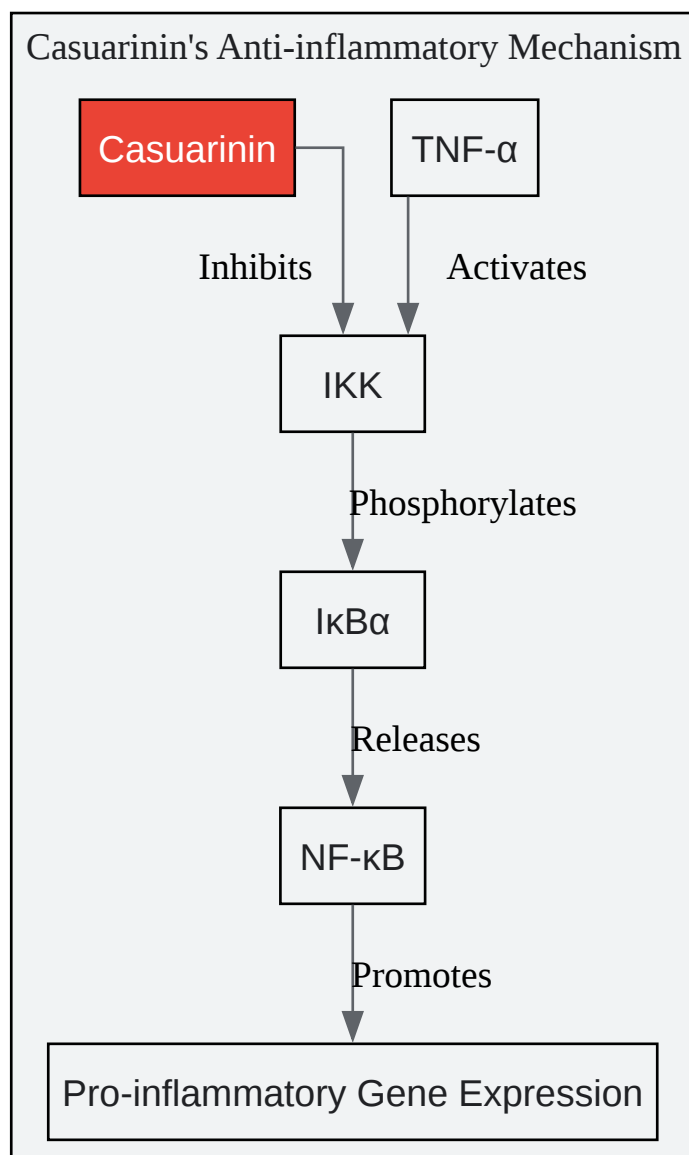 Casuarinin's Anti-inflammatory Mechanism
Casuarinin
TNF-α
Inhibits
Activates
IKK
Phosphorylates
IκBα
Releases
NF-κB
Promotes
Pro-inflammatory Gene Expression